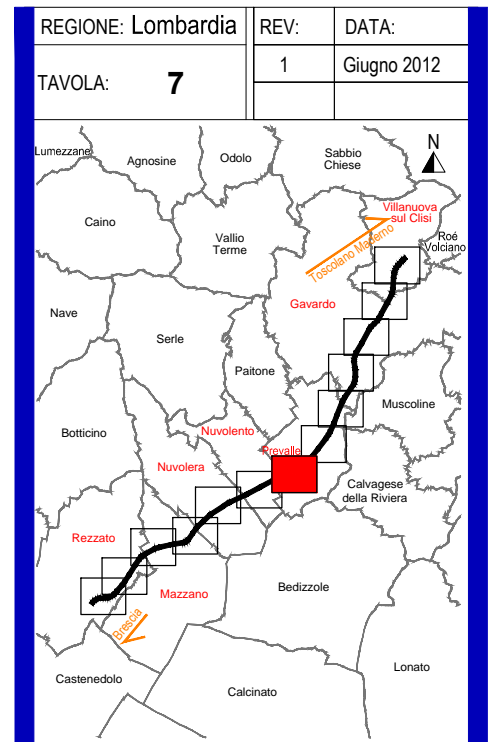 REGIONE: Lombardia
REV:
DATA:
TAVOLA: 7
1
Giugno 2012
Lumezzane
Agnosine
Odolo
Sabbio
Chiese
N
Caino
Vallio
Terme
Villanuova
sul Clisi
Roé
Volciano
Toscolano Maderno
Gavardo
Nave
Serle
Paitone
Muscoline
Botticino
Nuvolento
Prevalle
Nuvolera
Calvagese
della Riviera
Rezzato
Mazzano
Bedizzole
Brescia
Lonato
Castenedolo
Calcinato